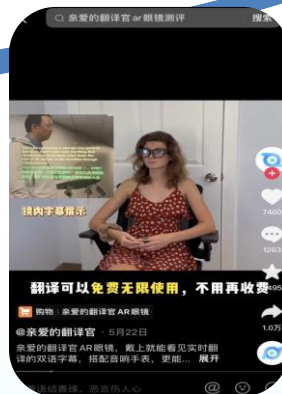 亲爱的翻译官 ar眼镜测评
搜索
镜内字幕展示
7460
1263
495
1.0万
翻译可以免费无限使用，不用再收费
购物｜亲爱的翻译官AR眼镜
@亲爱的翻译官 · 5月22日
亲爱的翻译官AR眼镜，戴上就能看见实时翻
译的双语字幕，搭配音响手表，更能... 展开
善语结善缘，恶言伤人心